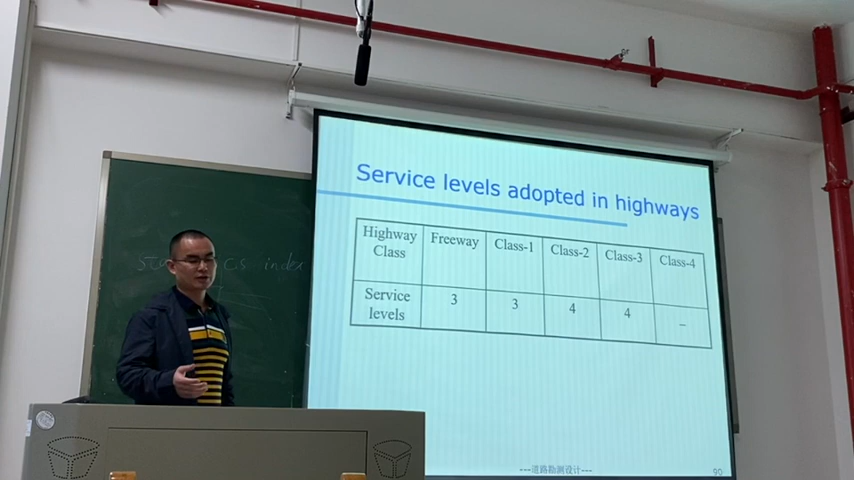 Service levels adopted in highways
Highway Class Freeway Class-1 Class-2 Class-3 Class-4
Service levels 3 3 4 4 –
---道路勘测设计---
90
index